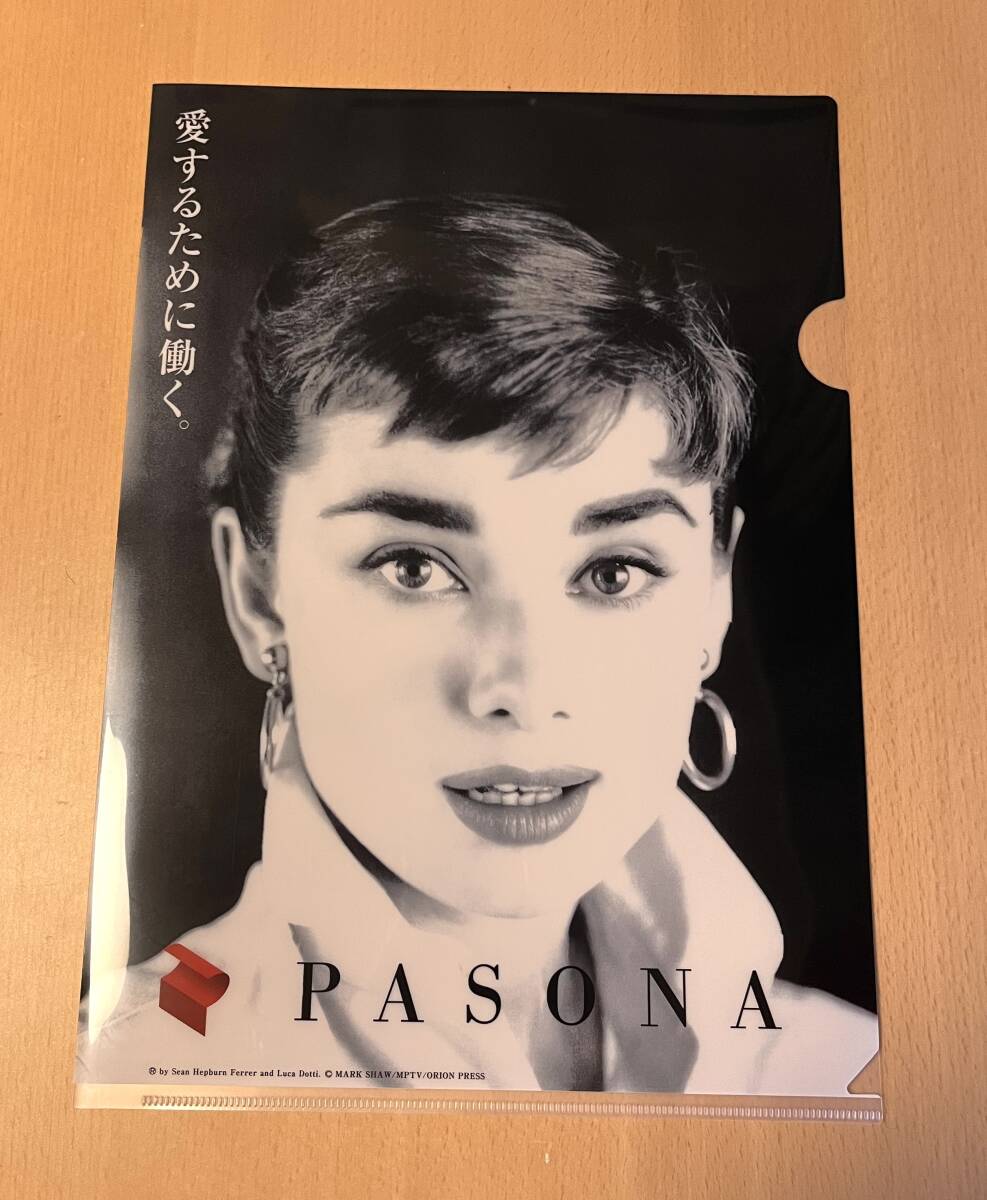 愛するために働く。
PASONA
Ⓗ by Sean Hepburn Ferrer and Luca Dotti. © MARK SHAW/MPTV/ORION PRESS